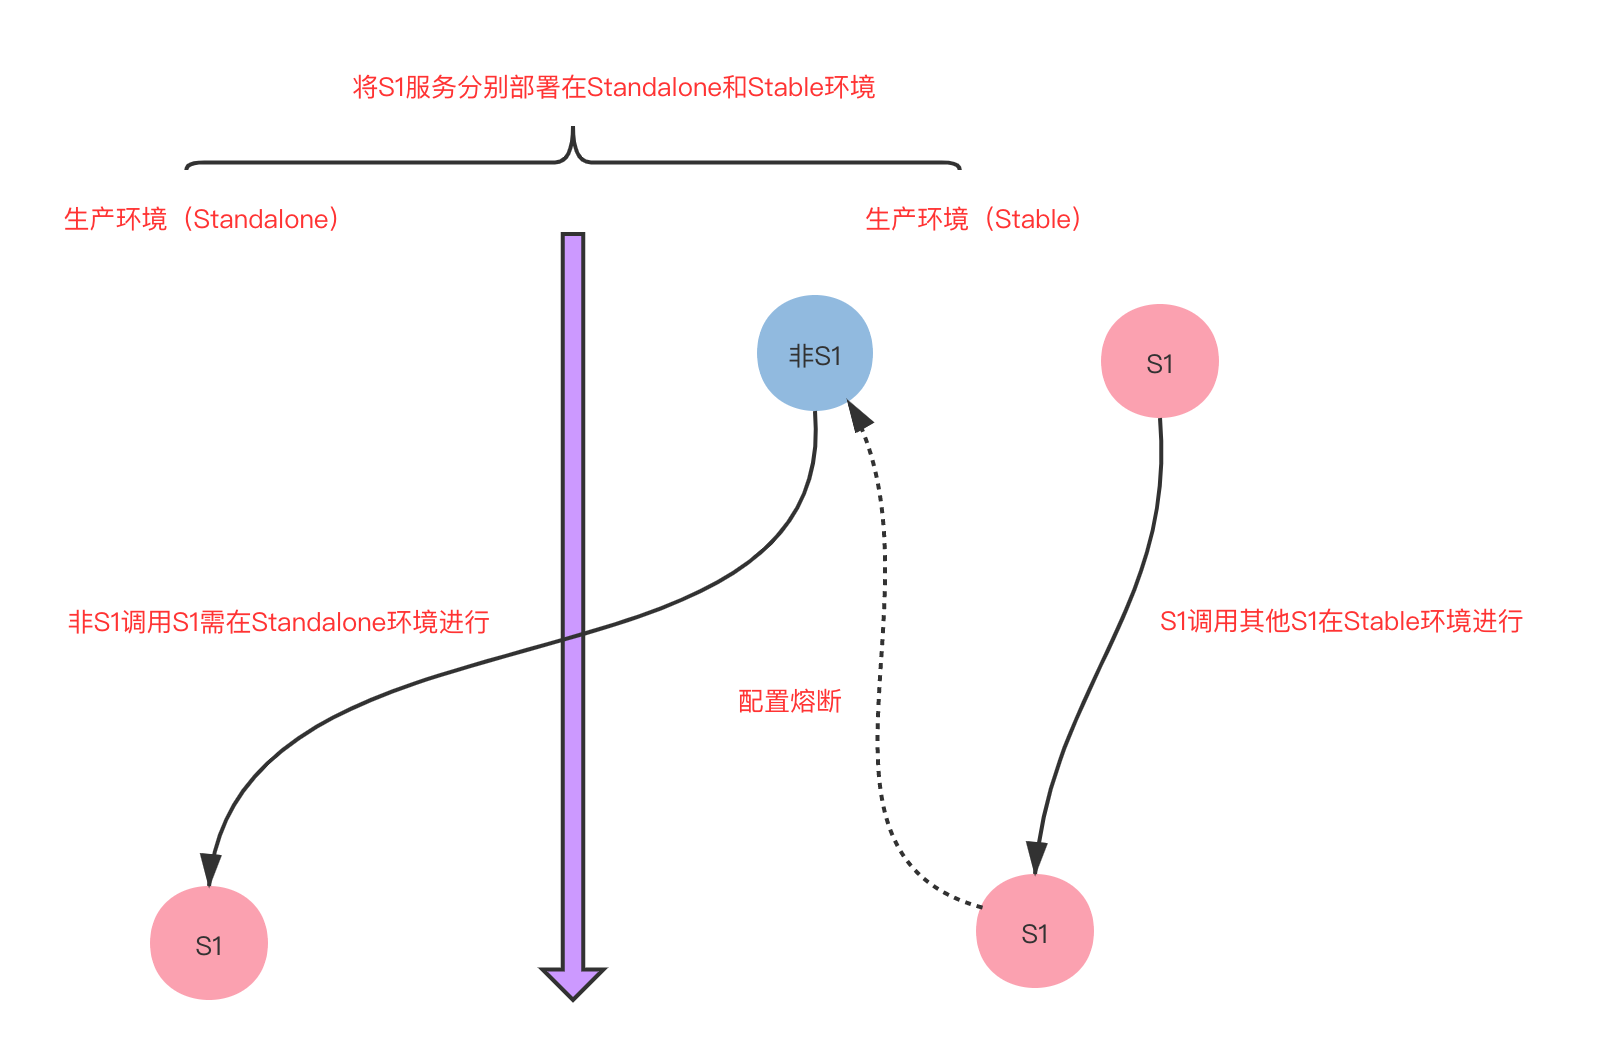 将S1服务分别部署在Standalone和Stable环境
生产环境（Standalone）
生产环境（Stable）
非S1
S1
非S1调用S1需在Standalone环境进行
S1调用其他S1在Stable环境进行
配置熔断
S1
S1